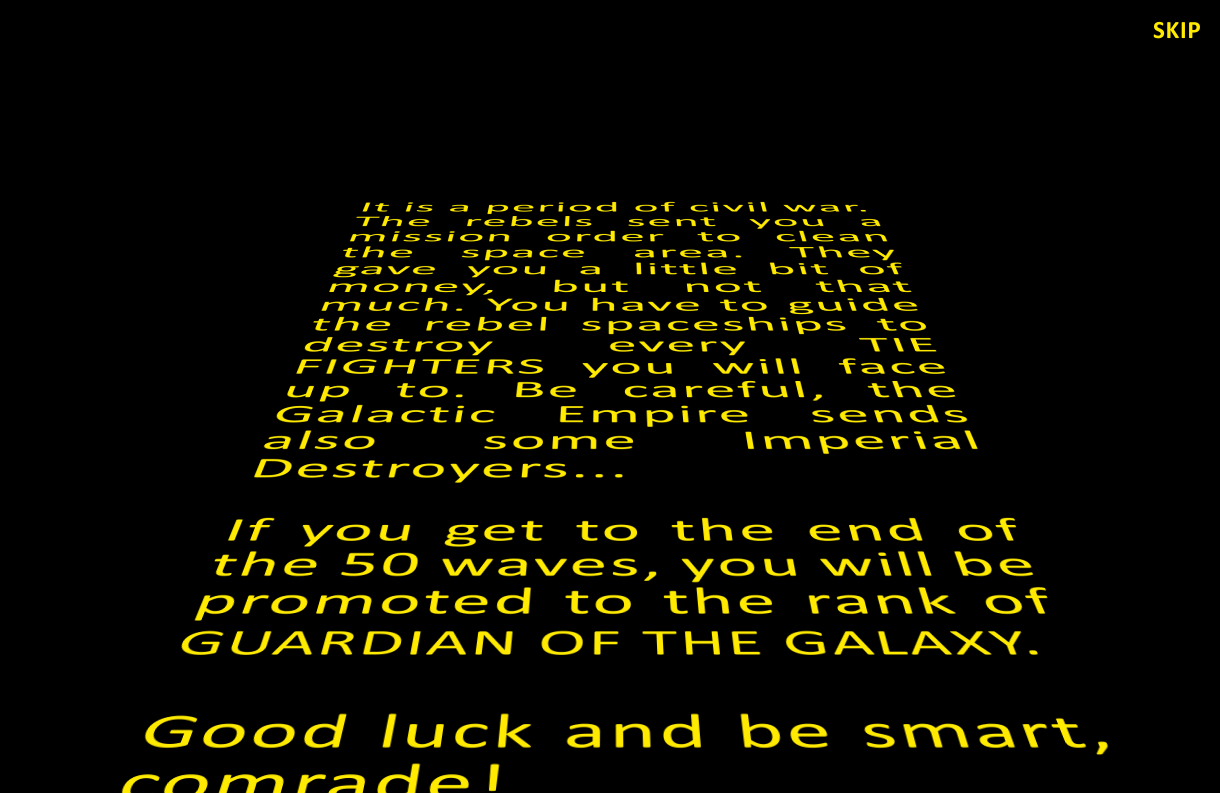 SKIP
It is a period of civil war.
The rebels sent you a
mission order to clean
the space area. They
gave you a little bit of
money, but not that
much. You have to guide
the rebel spaceships to
destroy every TIE
FIGHTERS you will face
up to. Be careful, the
Galactic Empire sends
also some Imperial
Destroyers...
If you get to the end of
the 50 waves, you will be
promoted to the rank of
GUARDIAN OF THE GALAXY.
Good luck and be smart,
comrade!